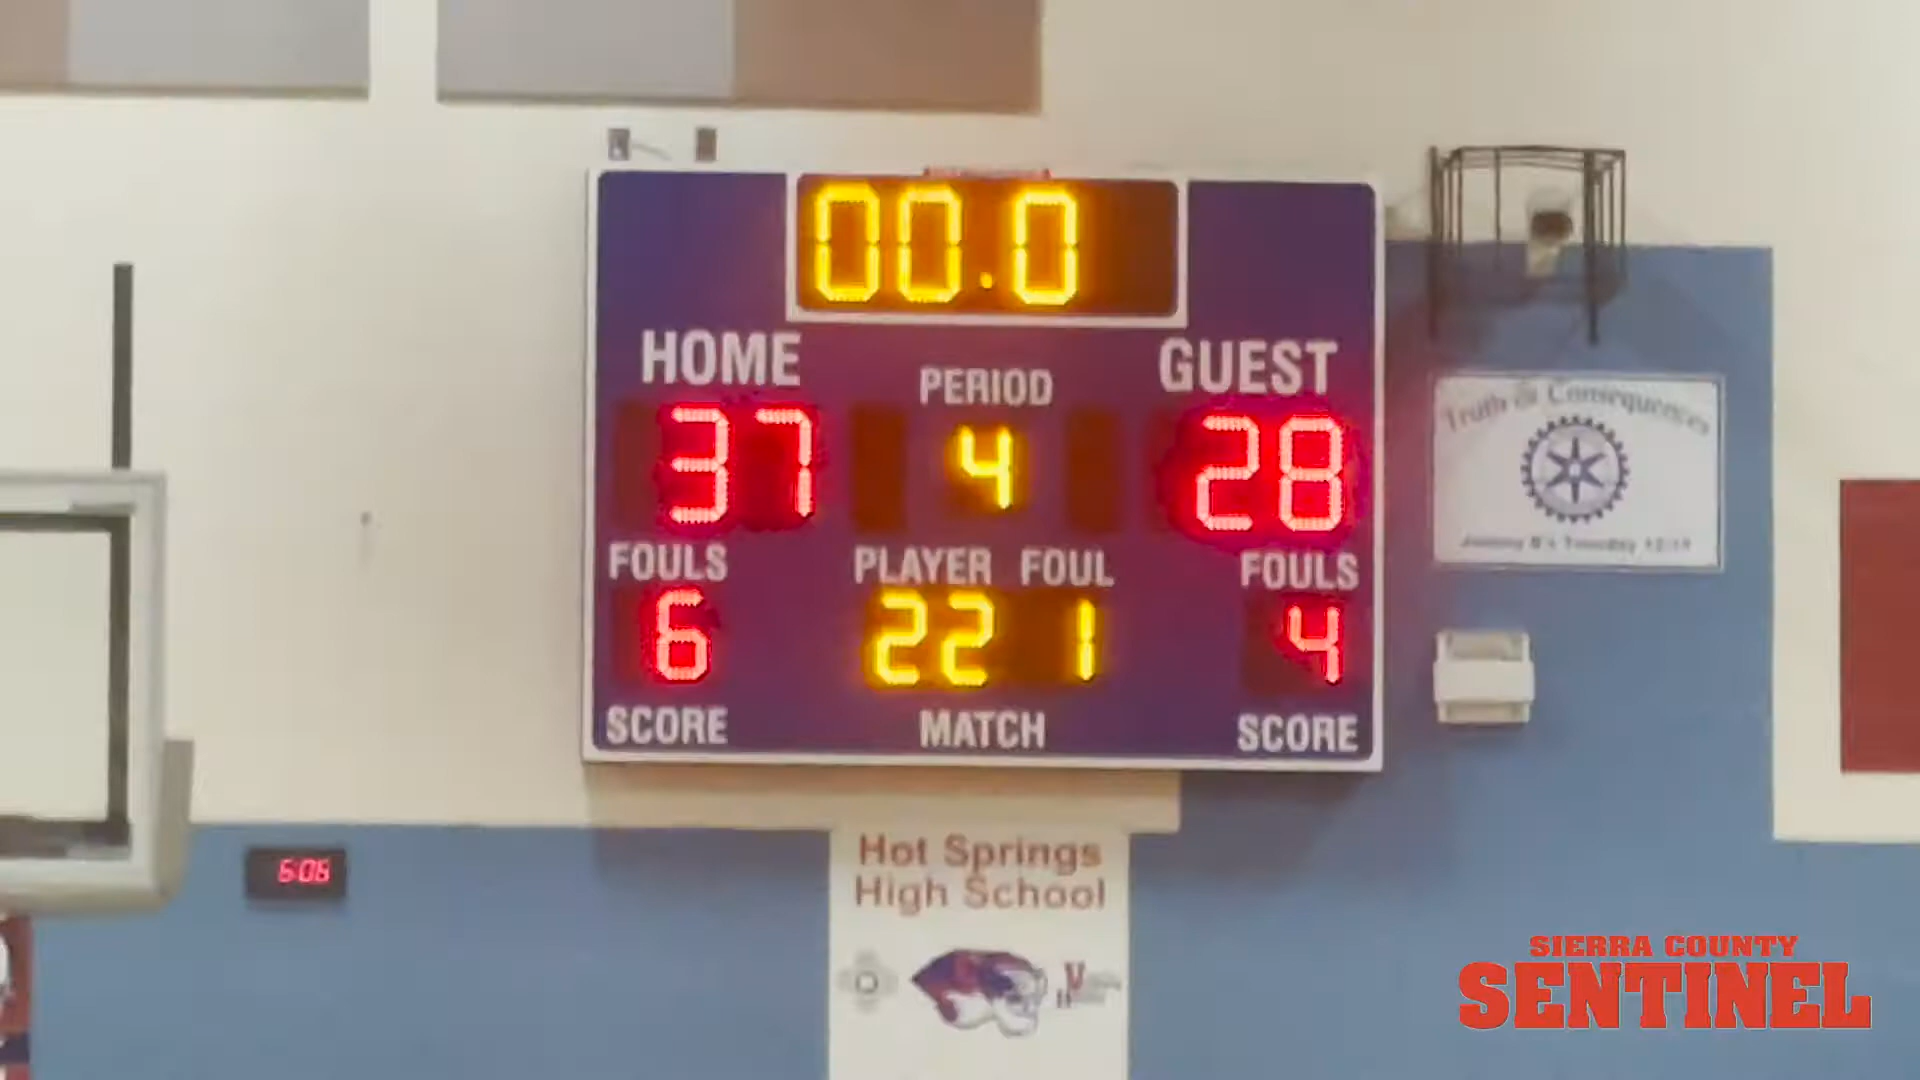 00.0
HOME
PERIOD
GUEST
37
4
28
FOULS
PLAYER FOUL
FOULS
6
22 1
4
SCORE
MATCH
SCORE
Truth or Consequences
6:06
Hot Springs
High School
SIERRA COUNTY
SENTINEL